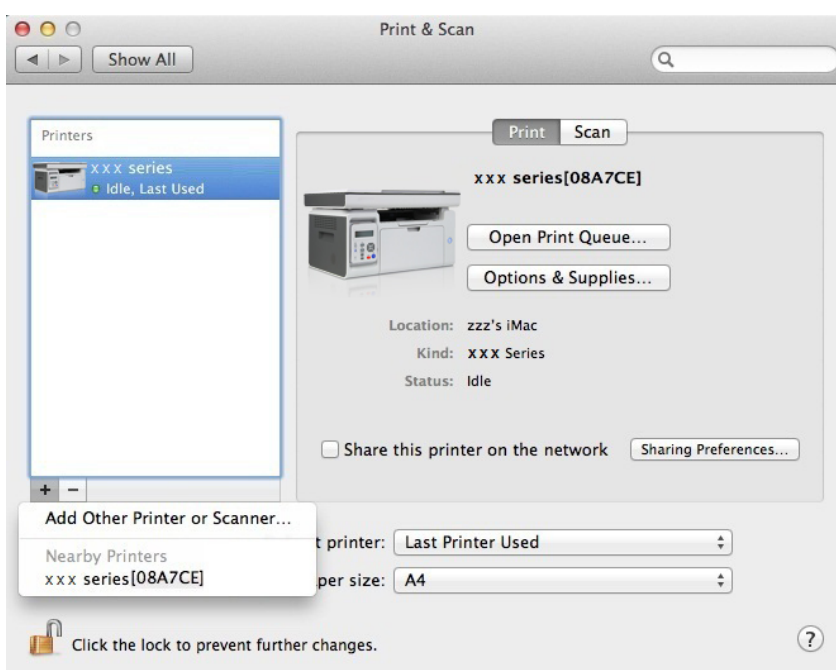 Print & Scan
Show All
Printers
xxx series
Idle, Last Used
Print Scan
xxx series[08A7CE]
Open Print Queue...
Options & Supplies...
Location: zzz's iMac
Kind: XXX Series
Status: Idle
Share this printer on the network Sharing Preferences...
+ −
Add Other Printer or Scanner...
Nearby Printers
xxx series[08A7CE]
t printer: Last Printer Used
per size: A4
Click the lock to prevent further changes.
?